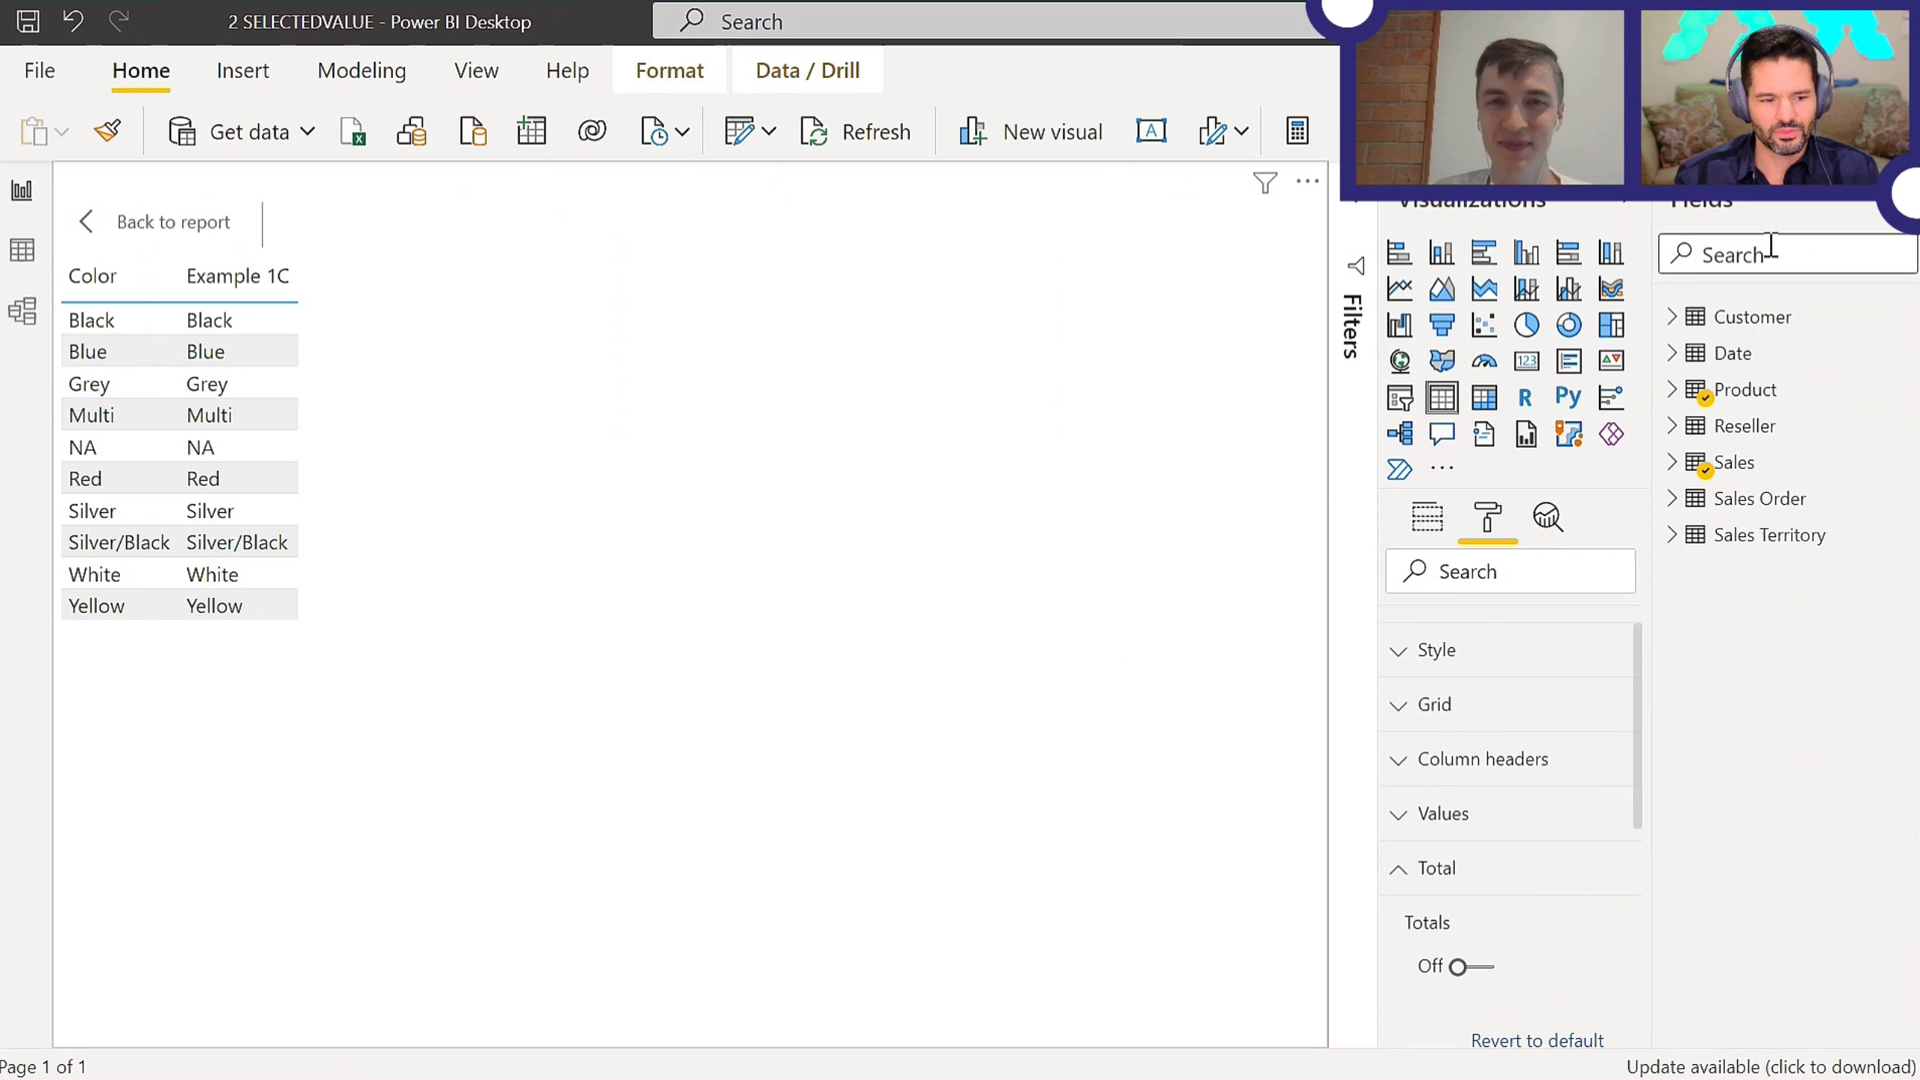 2 SELECTEDVALUE - Power BI Desktop
Search
File
Home
Insert
Modeling
View
Help
Format
Data / Drill
Get data
Refresh
New visual
Back to report
Color Example 1C
Black Black
Blue Blue
Grey Grey
Multi Multi
NA NA
Red Red
Silver Silver
Silver/Black Silver/Black
White White
Yellow Yellow
Filters
Visualizations
123
R
Py
Search
Style
Grid
Column headers
Values
Total
Totals
Off
Revert to default
Fields
Search
Customer
Date
Product
Reseller
Sales
Sales Order
Sales Territory
Page 1 of 1
Update available (click to download)